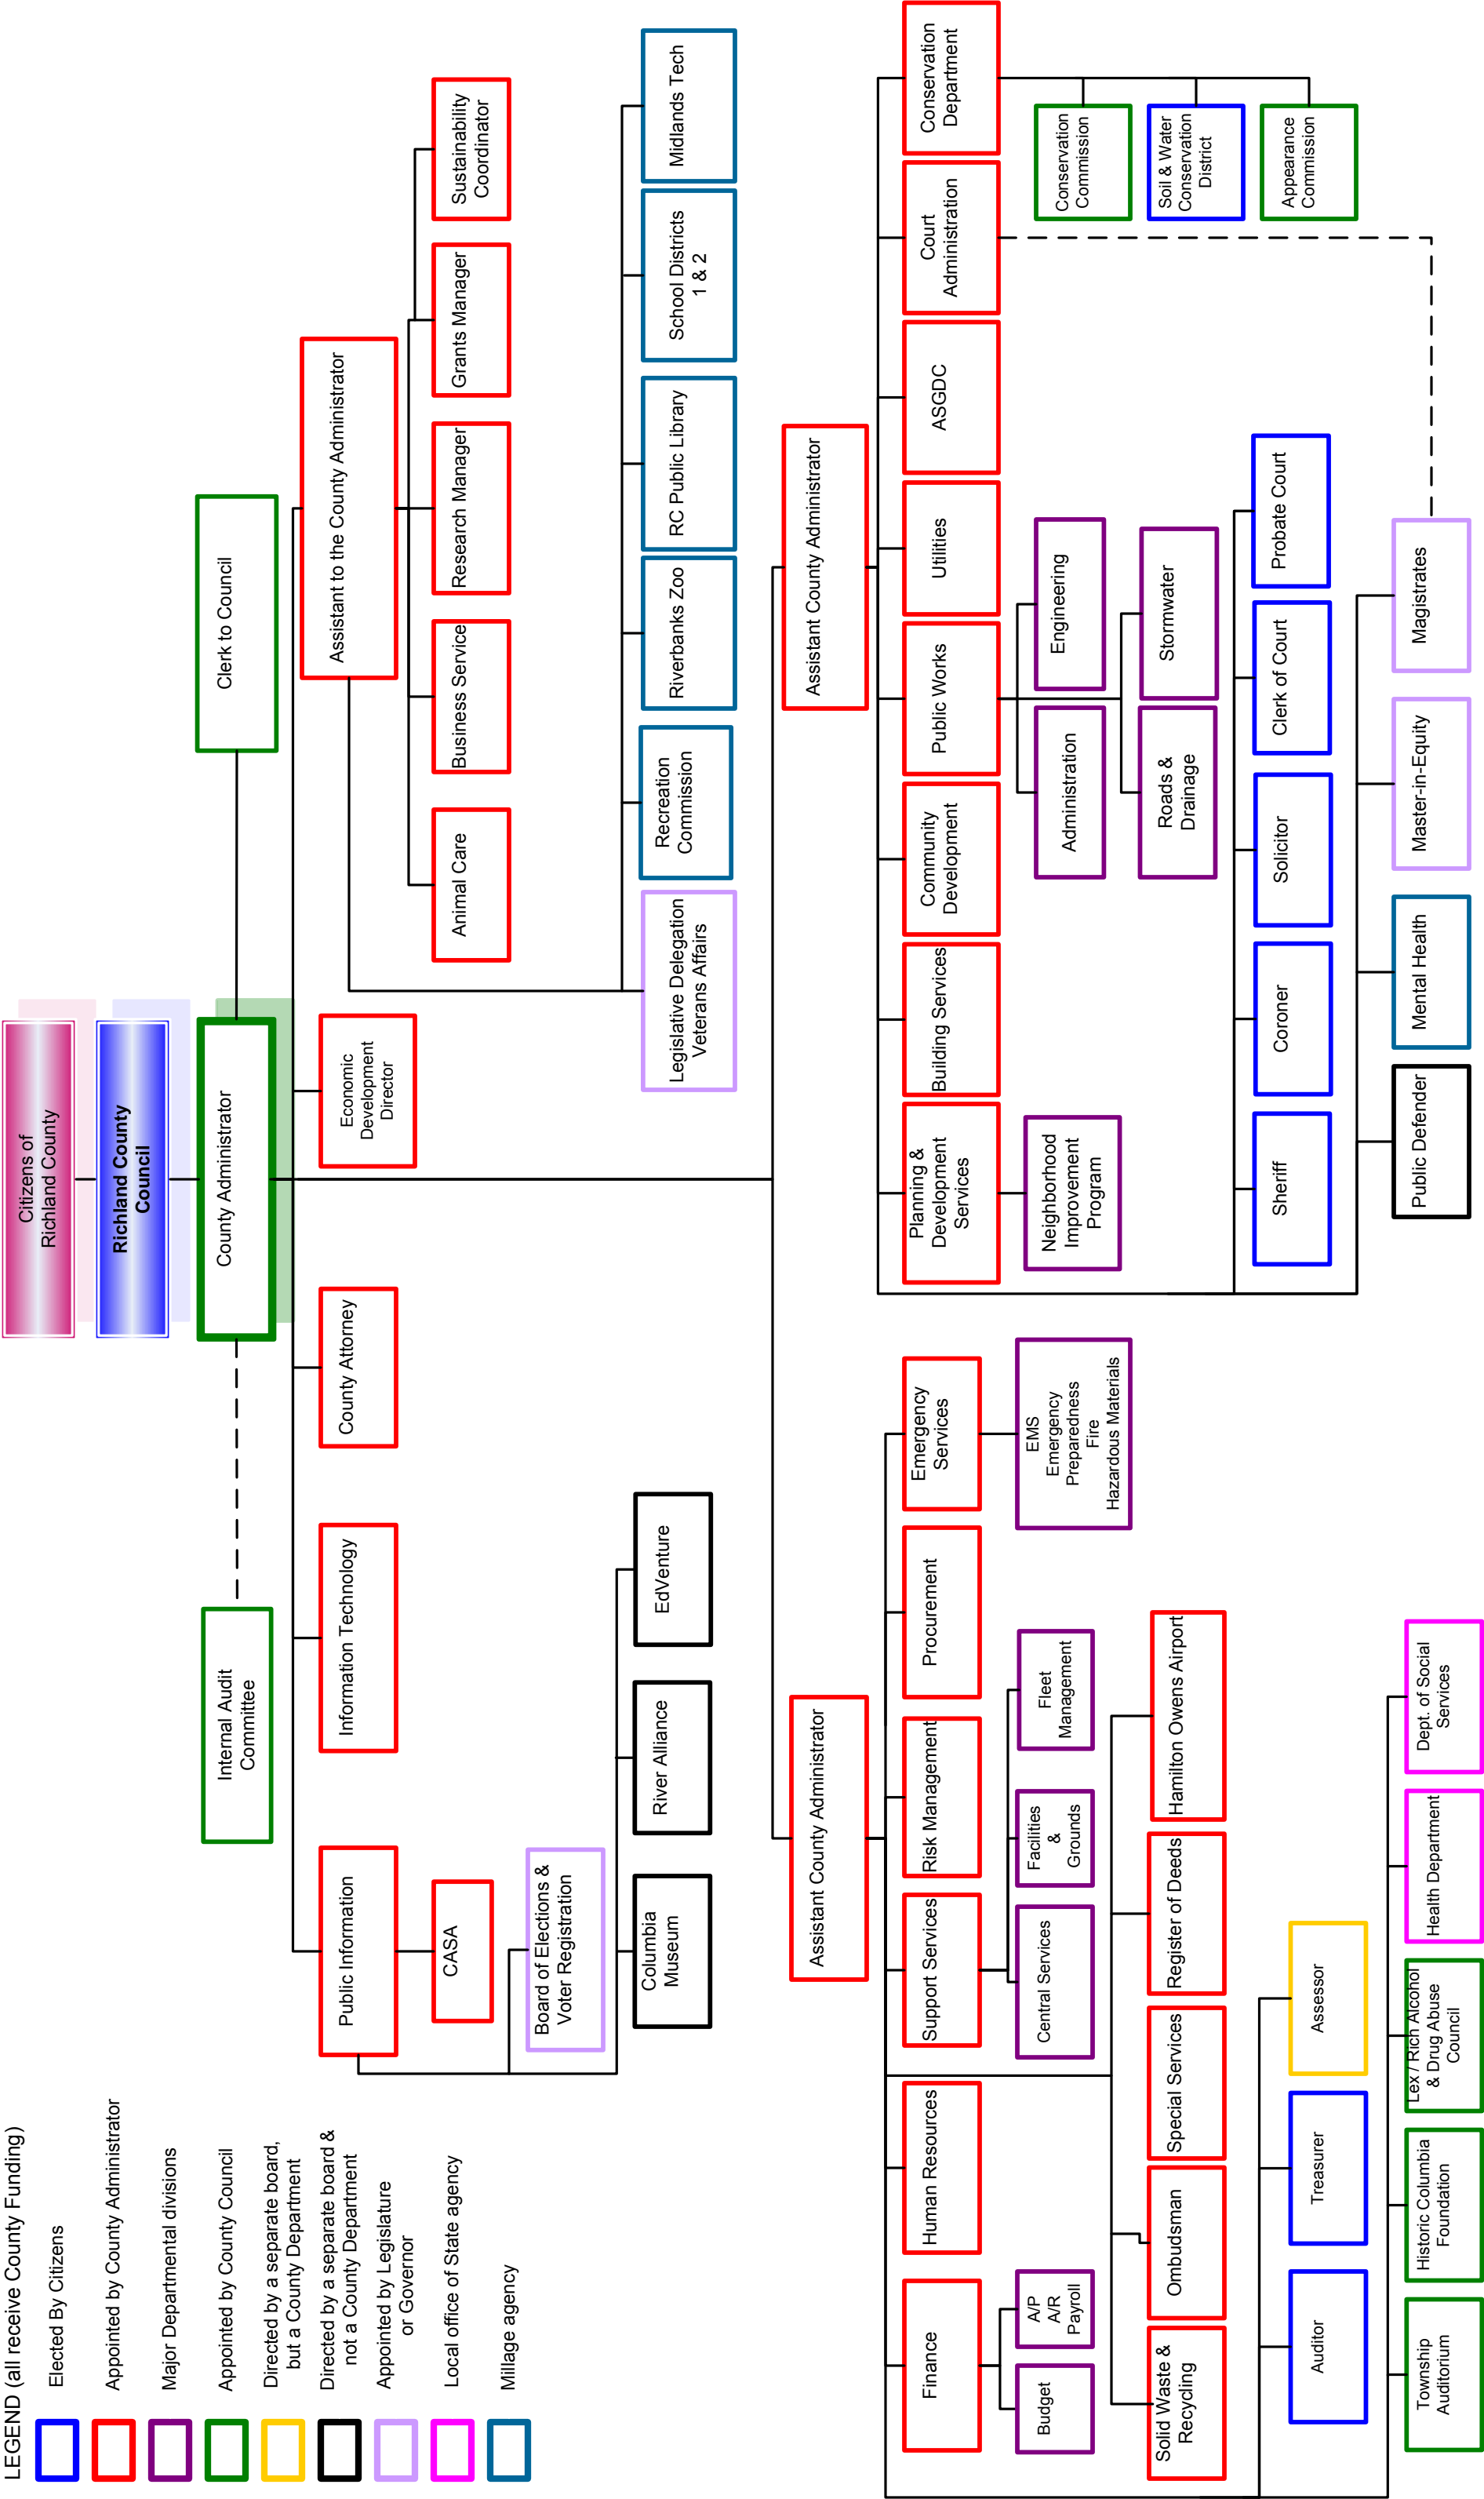 Citizens of
Richland County
Richland County
Council
County Administrator
Internal Audit
Committee
Clerk to Council
Public Information
Information Technology
County Attorney
Economic
Development
Director
Assistant to the County Administrator
CASA
Animal Care
Business Service
Research Manager
Grants Manager
Sustainability
Coordinator
Board of Elections &
Voter Registration
Columbia
Museum
River Alliance
EdVenture
Legislative Delegation
Veterans Affairs
Recreation
Commission
Riverbanks Zoo
RC Public Library
School Districts
1 & 2
Midlands Tech
LEGEND (all receive County Funding)
Elected By Citizens
Appointed by County Administrator
Major Departmental divisions
Appointed by County Council
Directed by a separate board,
but a County Department
Directed by a separate board &
not a County Department
Appointed by Legislature
or Governor
Local office of State agency
Millage agency
Assistant County Administrator
Finance
Human Resources
Support Services
Risk Management
Procurement
Emergency
Services
Budget
A/P
A/R
Payroll
Central Services
Facilities
&
Grounds
Fleet
Management
EMS
Emergency
Preparedness
Fire
Hazardous Materials
Solid Waste &
Recycling
Ombudsman
Special Services
Register of Deeds
Hamilton Owens Airport
Auditor
Treasurer
Assessor
Township
Auditorium
Historic Columbia
Foundation
Lex / Rich Alcohol
& Drug Abuse
Council
Health Department
Dept. of Social
Services
Assistant County Administrator
Planning &
Development
Services
Building Services
Community
Development
Public Works
Utilities
ASGDC
Court
Administration
Conservation
Department
Neighborhood
Improvement
Program
Administration
Engineering
Roads &
Drainage
Stormwater
Conservation
Commission
Soil & Water
Conservation
District
Appearance
Commission
Sheriff
Coroner
Solicitor
Clerk of Court
Probate Court
Public Defender
Mental Health
Master-in-Equity
Magistrates